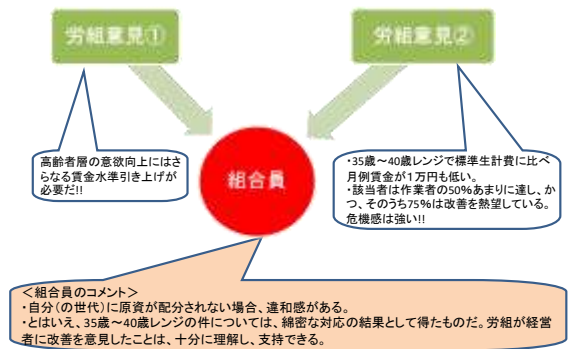 労組意見①
労組意見②
高齢者層の意欲向上にはさ
らなる賃金水準引き上げが
必要だ!!
組合員
・35歳～40歳レンジで標準生計費に比べ
月例賃金が1万円も低い。
・該当者は作業者の50%あまりに達し、か
つ、そのうち75%は改善を熱望している。
危機感は強い!!
＜組合員のコメント＞
・自分(の世代)に原資が配分されない場合、違和感がある。
・とはいえ、35歳～40歳レンジの件については、綿密な対応の結果として得たものだ。労組が経営
者に改善を意見したことは、十分に理解し、支持できる。